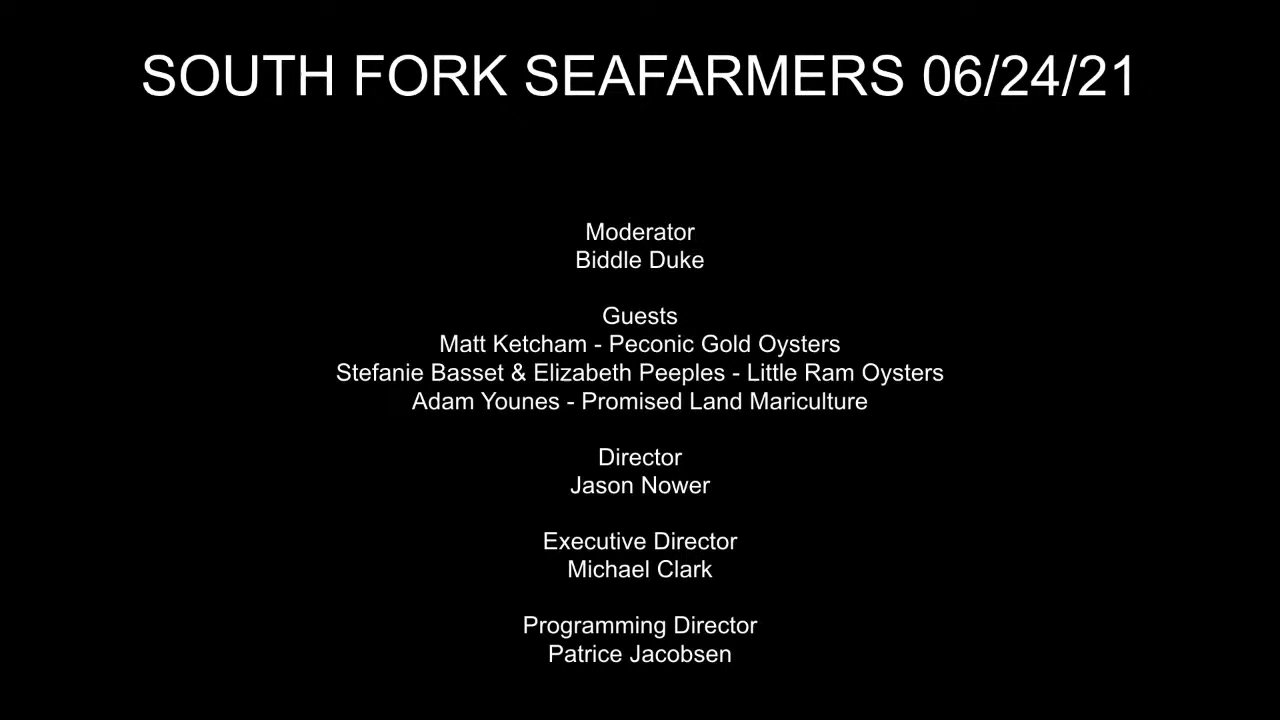 SOUTH FORK SEAFARMERS 06/24/21
Moderator
Biddle Duke
Guests
Matt Ketcham - Peconic Gold Oysters
Stefanie Basset & Elizabeth Peeples - Little Ram Oysters
Adam Younes - Promised Land Mariculture
Director
Jason Nower
Executive Director
Michael Clark
Programming Director
Patrice Jacobsen